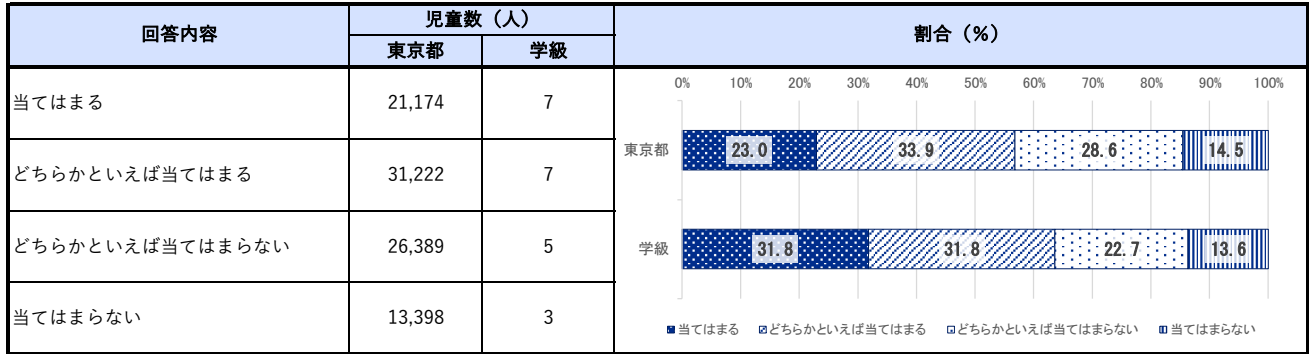 回答内容 児童数（人） 割合（%）
東京都 学級
当てはまる 21,174 7
どちらかといえば当てはまる 31,222 7
どちらかといえば当てはまらない 26,389 5
当てはまらない 13,398 3
0% 10% 20% 30% 40% 50% 60% 70% 80% 90% 100%
東京都 23.0 33.9 28.6 14.5
学級 31.8 31.8 22.7 13.6
当てはまる どちらかといえば当てはまる どちらかといえば当てはまらない 当てはまらない